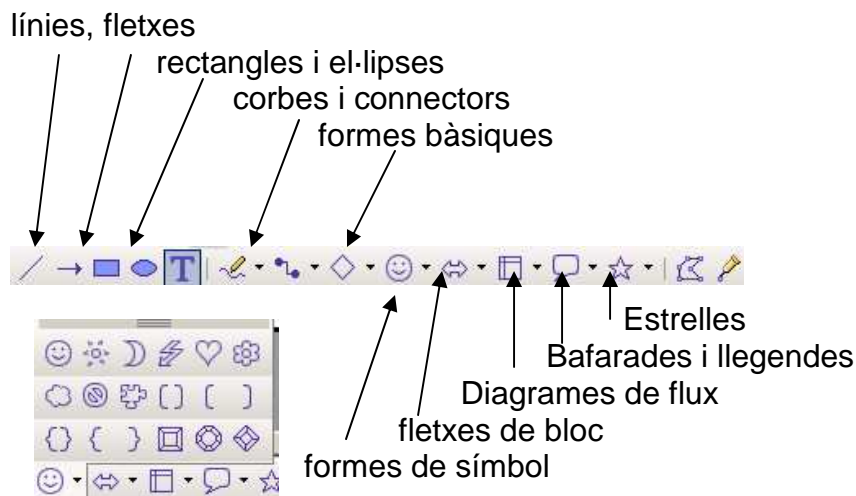 línies, fletxes
rectangles i el·lipses
corbes i connectors
formes bàsiques
T
Estrelles
Bafarades i llegendes
Diagrames de flux
fletxes de bloc
formes de símbol